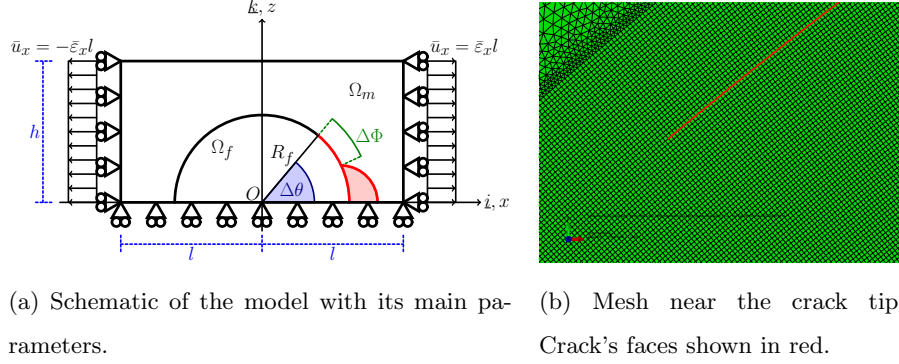 k, z
ū_x = −ε̄_x l
ū_x = ε̄_x l
Ω_m
h
Ω_f
R_f
ΔΦ
O
Δθ
i, x
l
l
(a) Schematic of the model with its main pa-
rameters.
(b) Mesh near the crack tip
Crack's faces shown in red.